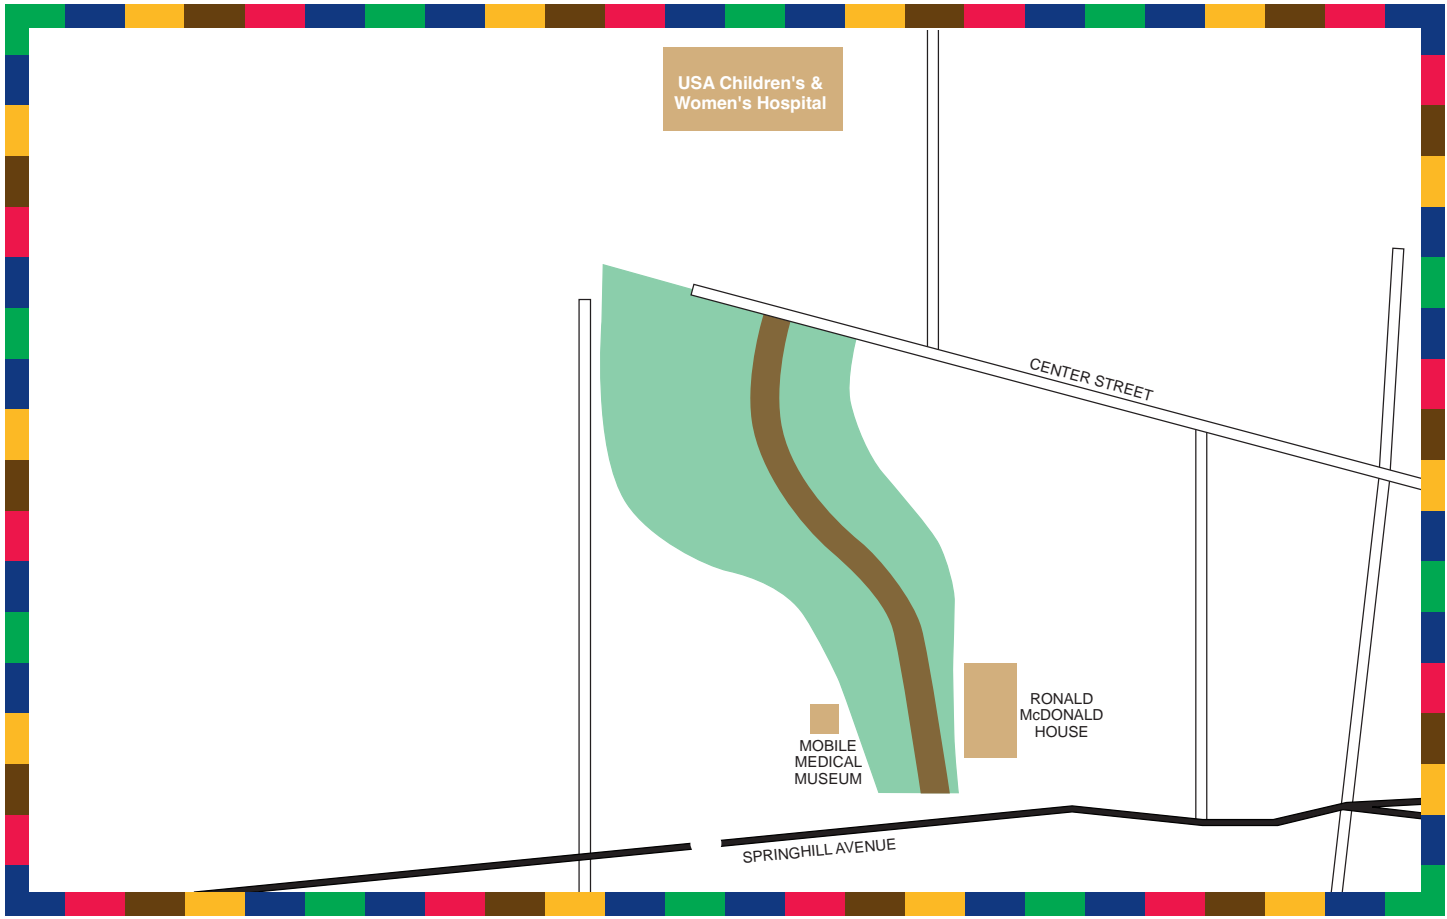 USA Children's &
Women's Hospital
CENTER STREET
RONALD
McDONALD
HOUSE
MOBILE
MEDICAL
MUSEUM
SPRINGHILL AVENUE